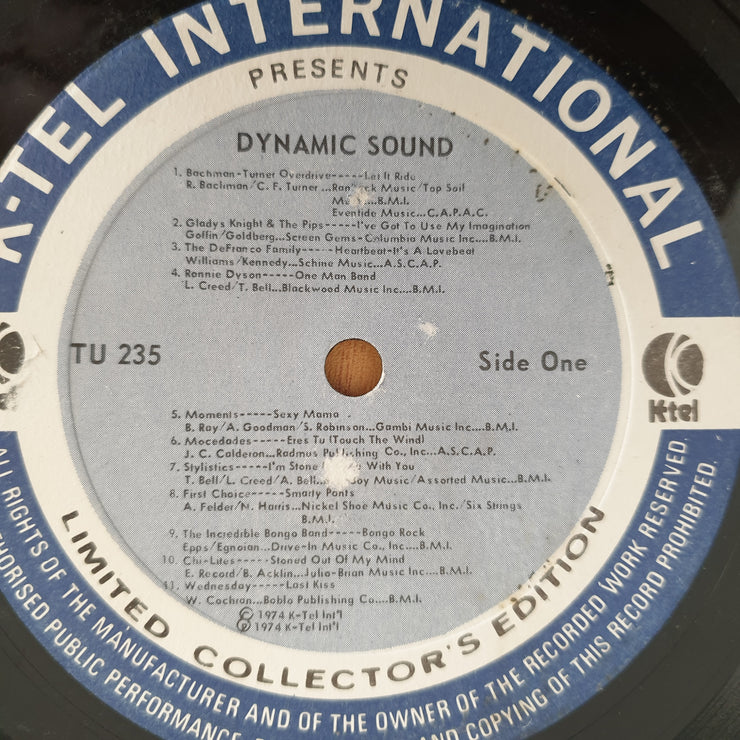 K-TEL INTERNATIONAL
PRESENTS
DYNAMIC SOUND
1. Bachman-Turner Overdrive-----Let It Ride
R. Bachman/C. F. Turner... Music/Top Soil
B.M.I.
Eventide Music...C.A.P.A.C.
2. Gladys Knight & The Pips-----I've Got To Use My Imagination
Goffin/Goldberg...Screen Gems-Columbia Music Inc....B.M.I.
3. The DeFranco Family-----Heartbeat-It's A Lovebeat
Williams/Kennedy...Schine Music...A.S.C.A.P.
4. Ronnie Dyson-----One Man Band
L. Creed/T. Bell...Blackwood Music Inc....B.M.I.
TU 235
Side One
K-tel
5. Moments-----Sexy Mama
B. Ray/A. Goodman/S. Robinson...Gambi Music Inc....B.M.I.
6. Mocedades-----Eres Tu (Touch The Wind)
J. C. Calderon...Radmus Publishing Co., Inc...A.S.C.A.P.
7. Stylistics-----I'm Stone With You
T. Bell/L. Creed/A. Bell... Music/Assorted Music...B.M.I.
8. First Choice-----Smarty Pants
A. Felder/N. Harris...Nickel Shoe Music Co., Inc./Six Strings
B.M.I.
9. The Incredible Bongo Band-----Bongo Rock
Epps/Egnoian...Drive-In Music Co., Inc....B.M.I.
10. Chi-Lites-----Stoned Out Of My Mind
E. Record/B. Acklin...Julio-Brian Music Inc....B.M.I.
11. Wednesday-----Last Kiss
W. Cochran...Boblo Publishing Co....B.M.I.
© 1974 K-Tel Int'l
℗ 1974 K-Tel Int'l
LIMITED COLLECTOR'S EDITION
ALL RIGHTS OF THE MANUFACTURER AND OF THE OWNER OF THE RECORDED WORK RESERVED.
PUBLIC PERFORMANCE, AND COPYING OF THIS RECORD PROHIBITED.